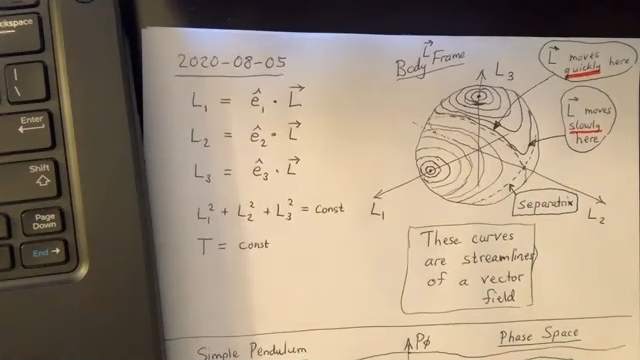 kspace
\
Enter
Shift
Page
Down
End
2020-08-05
L₁ = ê₁ · L⃗
L₂ = ê₂ · L⃗
L₃ = ê₃ · L⃗
L₁² + L₂² + L₃² = const
T = const
L⃗
Body Frame
L₃
L₁
L₂
L⃗ moves
quickly here
L⃗ moves
slowly
here
separatrix
These curves
are streamlines
of a vector
field
Simple Pendulum
Pϕ
Phase Space